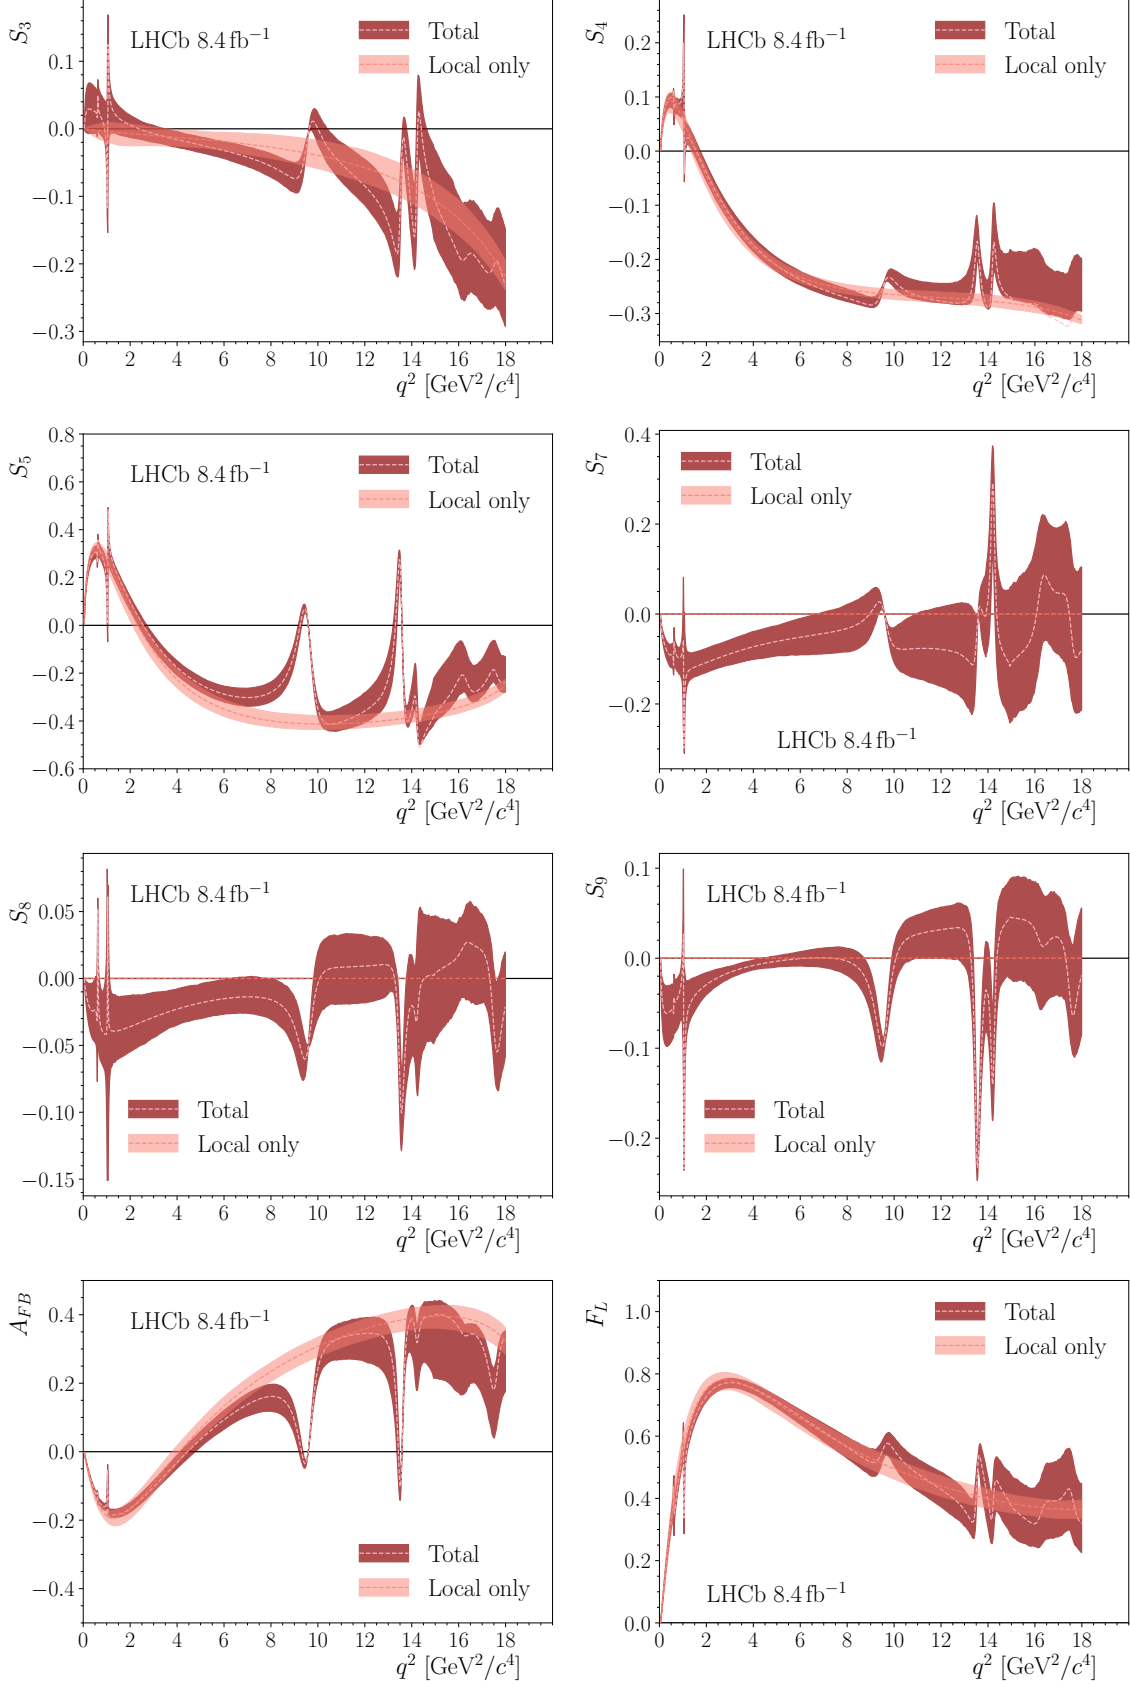 S₃
LHCb 8.4 fb⁻¹
Total
Local only
0.1
0.0
−0.1
−0.2
−0.3
0 2 4 6 8 10 12 14 16 18
q² [GeV²/c⁴]
S₄
LHCb 8.4 fb⁻¹
Total
Local only
0.2
0.1
0.0
−0.1
−0.2
−0.3
0 2 4 6 8 10 12 14 16 18
q² [GeV²/c⁴]
S₅
LHCb 8.4 fb⁻¹
Total
Local only
0.8
0.6
0.4
0.2
0.0
−0.2
−0.4
−0.6
0 2 4 6 8 10 12 14 16 18
q² [GeV²/c⁴]
S₇
Total
Local only
LHCb 8.4 fb⁻¹
0.4
0.2
0.0
−0.2
0 2 4 6 8 10 12 14 16 18
q² [GeV²/c⁴]
S₈
LHCb 8.4 fb⁻¹
Total
Local only
0.05
0.00
−0.05
−0.10
−0.15
0 2 4 6 8 10 12 14 16 18
q² [GeV²/c⁴]
S₉
LHCb 8.4 fb⁻¹
Total
Local only
0.1
0.0
−0.1
−0.2
0 2 4 6 8 10 12 14 16 18
q² [GeV²/c⁴]
A_FB
LHCb 8.4 fb⁻¹
Total
Local only
0.4
0.2
0.0
−0.2
−0.4
0 2 4 6 8 10 12 14 16 18
q² [GeV²/c⁴]
F_L
Total
Local only
LHCb 8.4 fb⁻¹
1.0
0.8
0.6
0.4
0.2
0.0
0 2 4 6 8 10 12 14 16 18
q² [GeV²/c⁴]